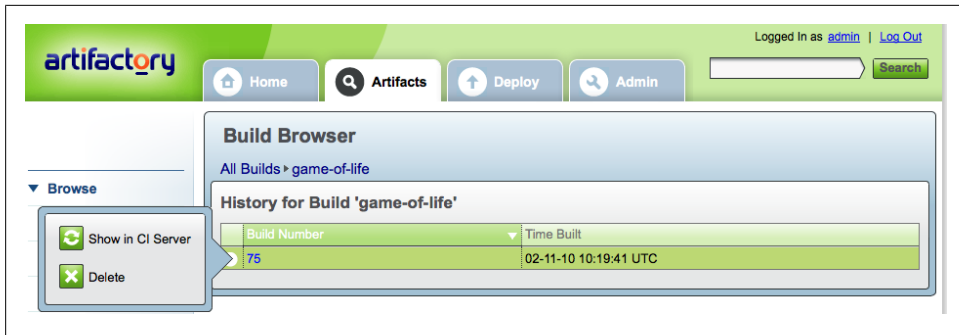 Logged In as admin | Log Out
artifactory
Home
Artifacts
Deploy
Admin
Search
Build Browser
All Builds game-of-life
Browse
History for Build 'game-of-life'
Show in CI Server
Delete
Build Number
Time Built
75
02-11-10 10:19:41 UTC